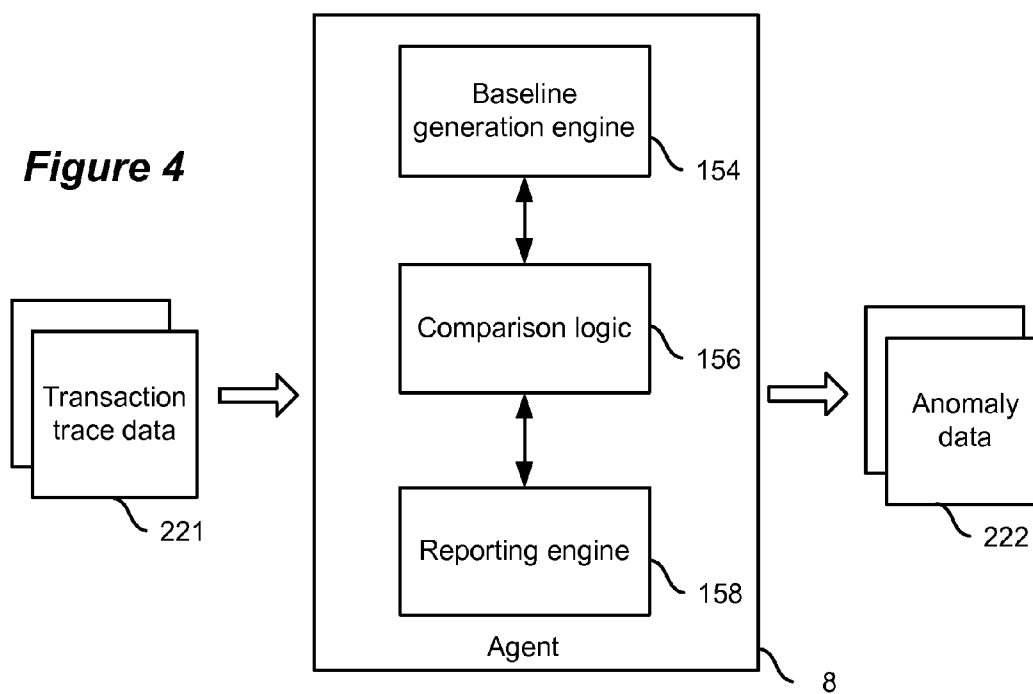 Figure 4
Baseline
generation engine
154
Comparison logic
156
Reporting engine
158
Agent
8
Transaction
trace data
221
Anomaly
data
222